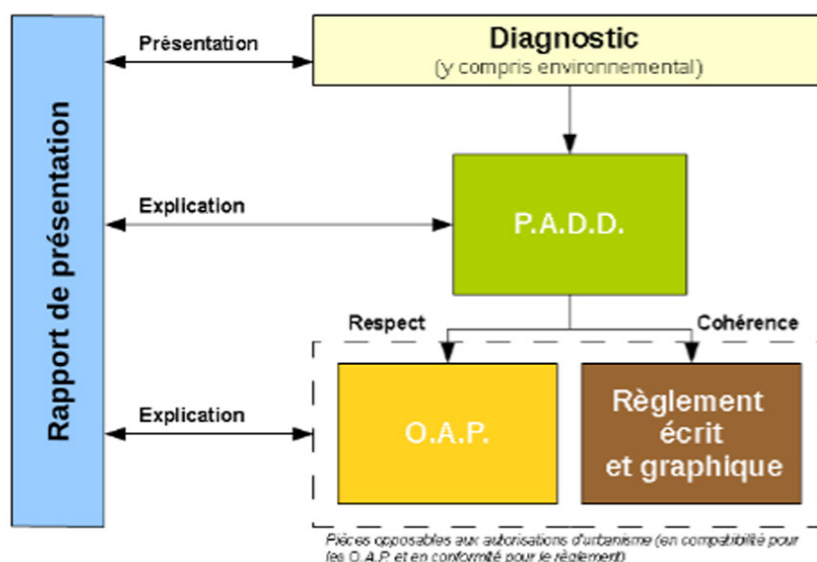 Rapport de présentation
Présentation
Diagnostic
(y compris environnemental)
Explication
P.A.D.D.
Respect
Cohérence
Explication
O.A.P.
Règlement
écrit
et graphique
Pièces opposables aux autorisations d'urbanisme (en compatibilité pour
les O.A.P. et en conformité pour le règlement)